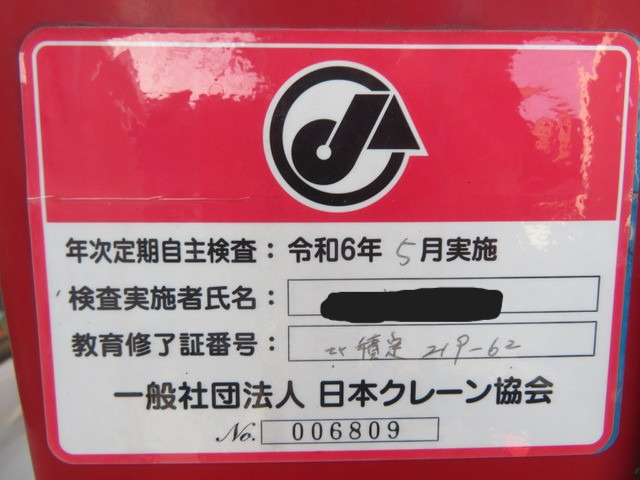 年次定期自主検査：令和6年 5月実施
検査実施者氏名：
教育修了証番号： 積定 219-62
一般社団法人 日本クレーン協会
No. 006809